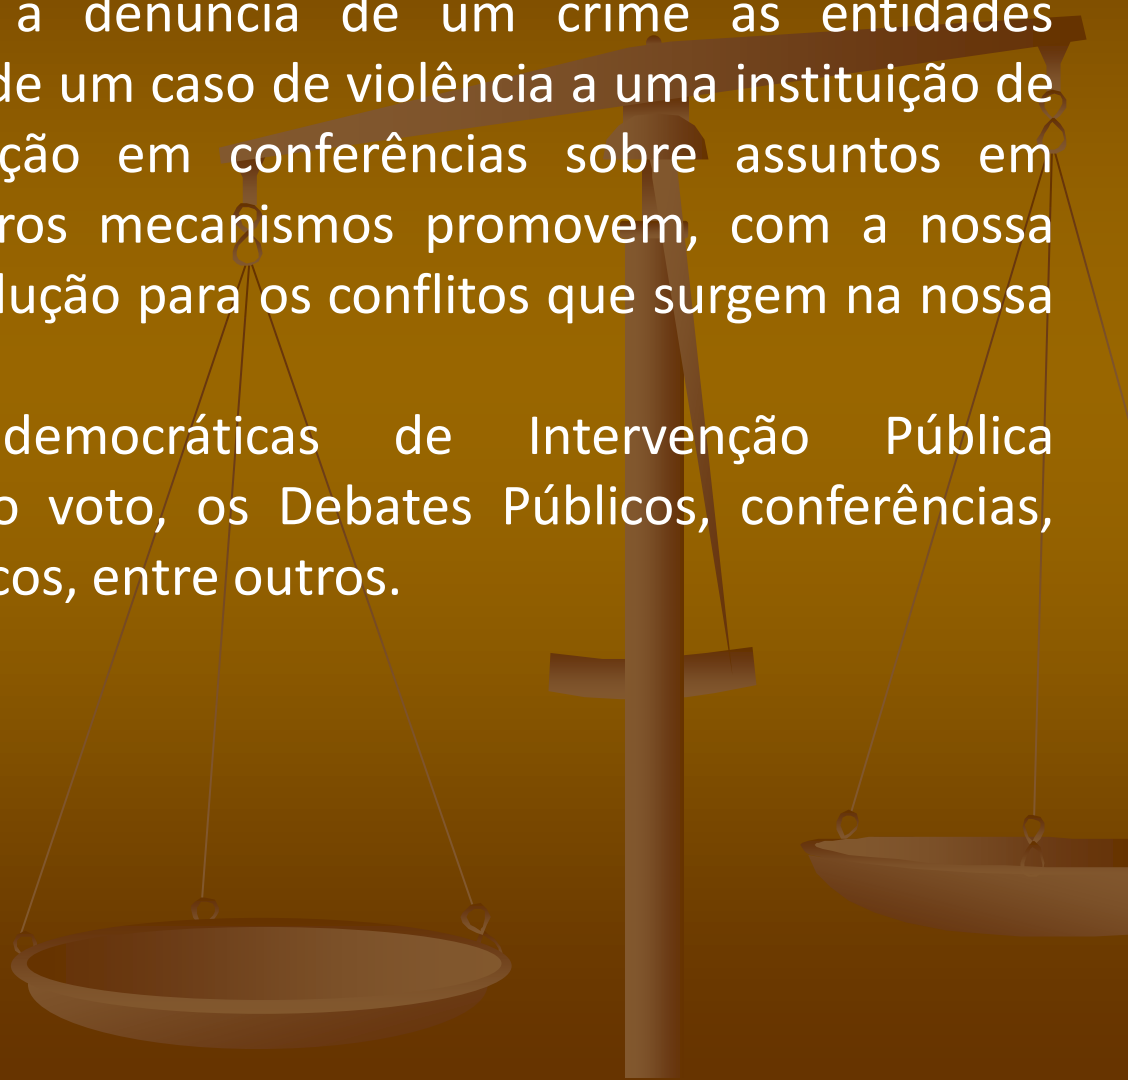 a denúncia de um crime às entidades
de um caso de violência a uma instituição de
ção em conferências sobre assuntos em
ros mecanismos promovem, com a nossa
lução para os conflitos que surgem na nossa
democráticas de Intervenção Pública
o voto, os Debates Públicos, conferências,
cos, entre outros.